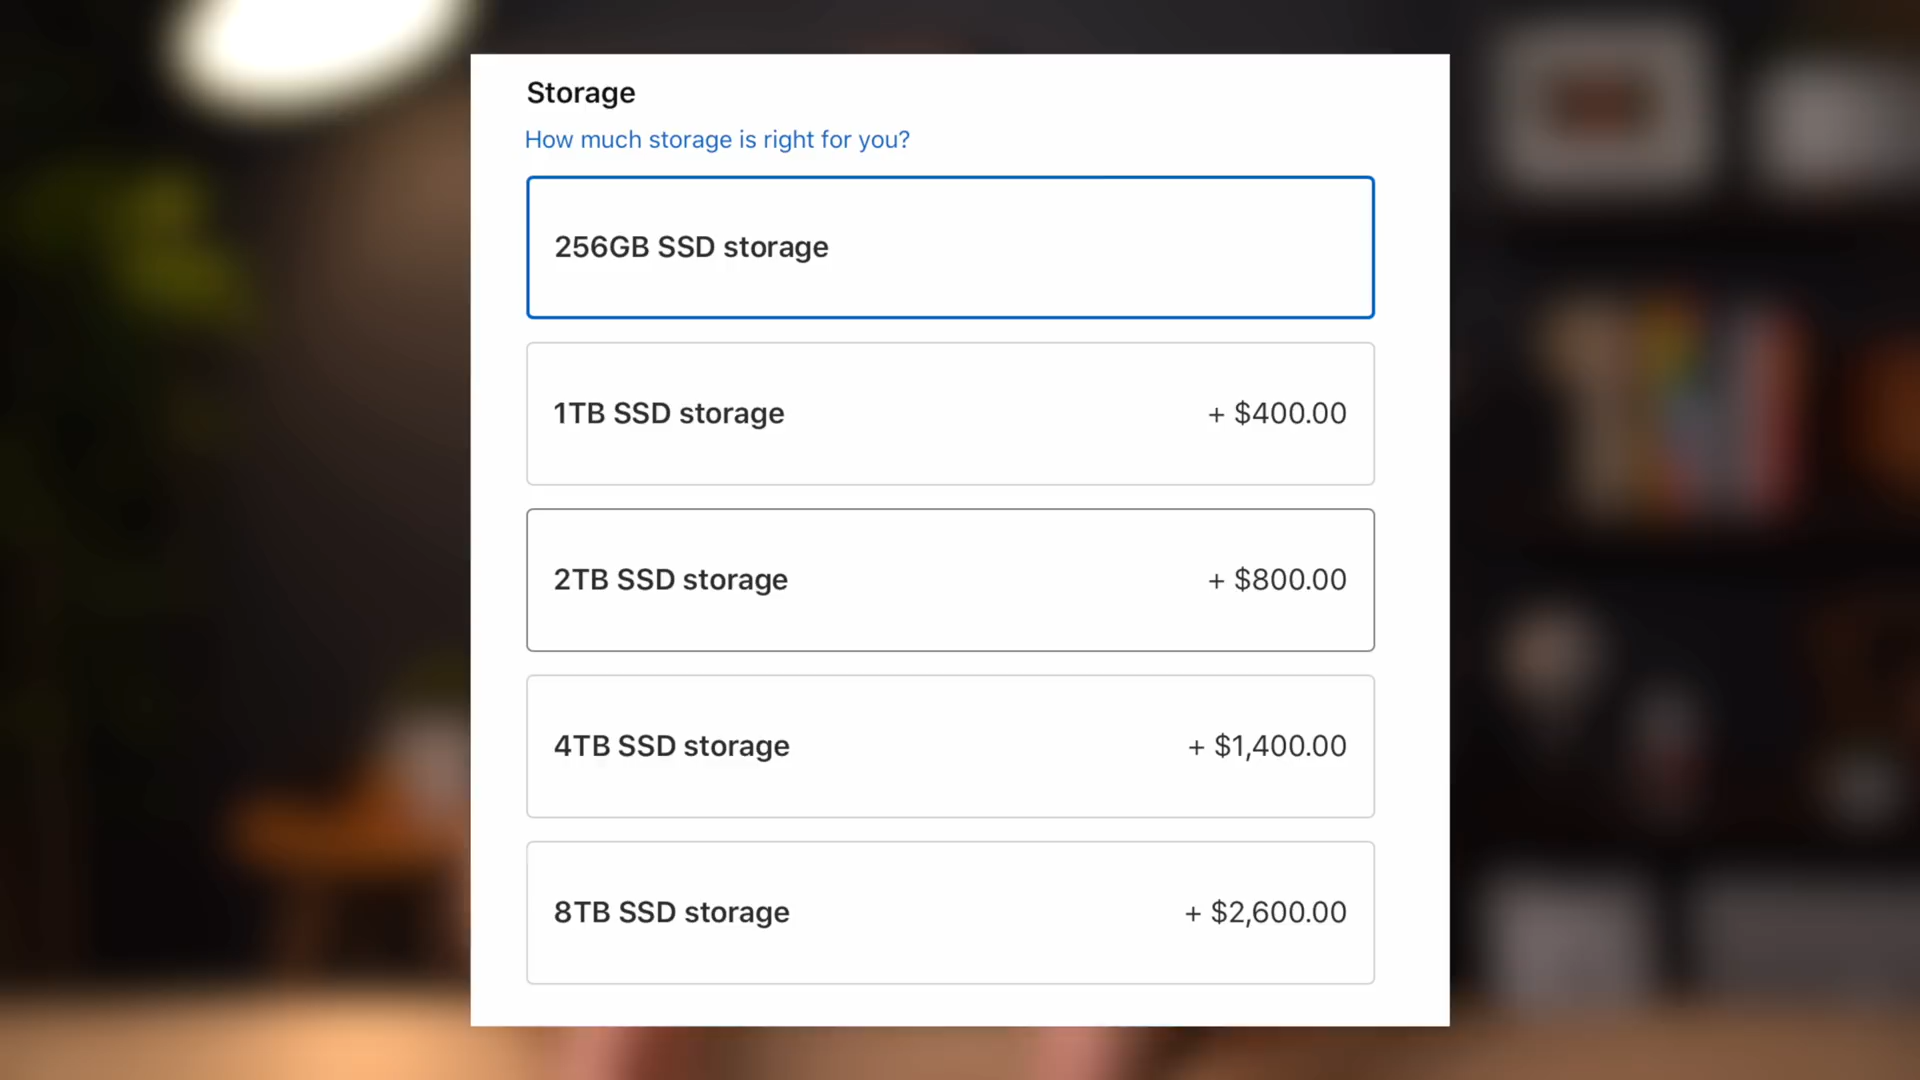 Storage
How much storage is right for you?
256GB SSD storage
1TB SSD storage + $400.00
2TB SSD storage + $800.00
4TB SSD storage + $1,400.00
8TB SSD storage + $2,600.00